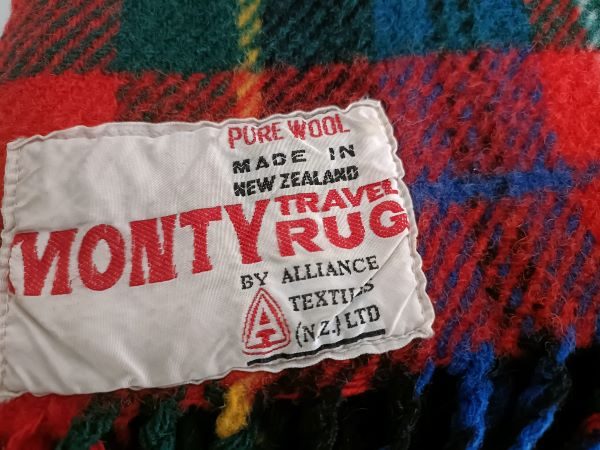 PURE WOOL
MADE IN
NEW ZEALAND
MONTY TRAVEL RUG
BY ALLIANCE
TEXTILES
(N.Z.) LTD
A